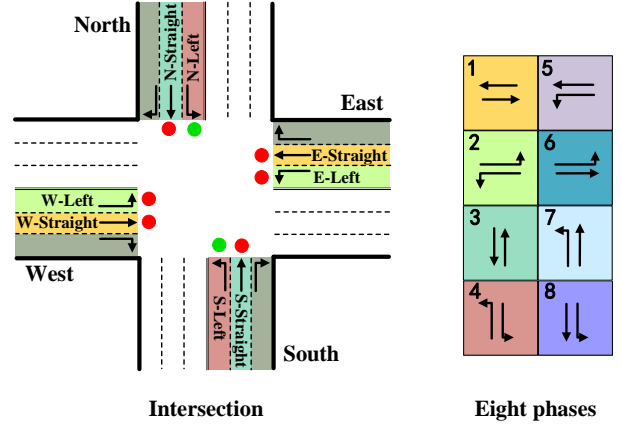 North
N-Straight
N-Left
East
E-Straight
E-Left
W-Left
W-Straight
West
S-Left
S-Straight
South
Intersection
1
5
2
6
3
7
4
8
Eight phases